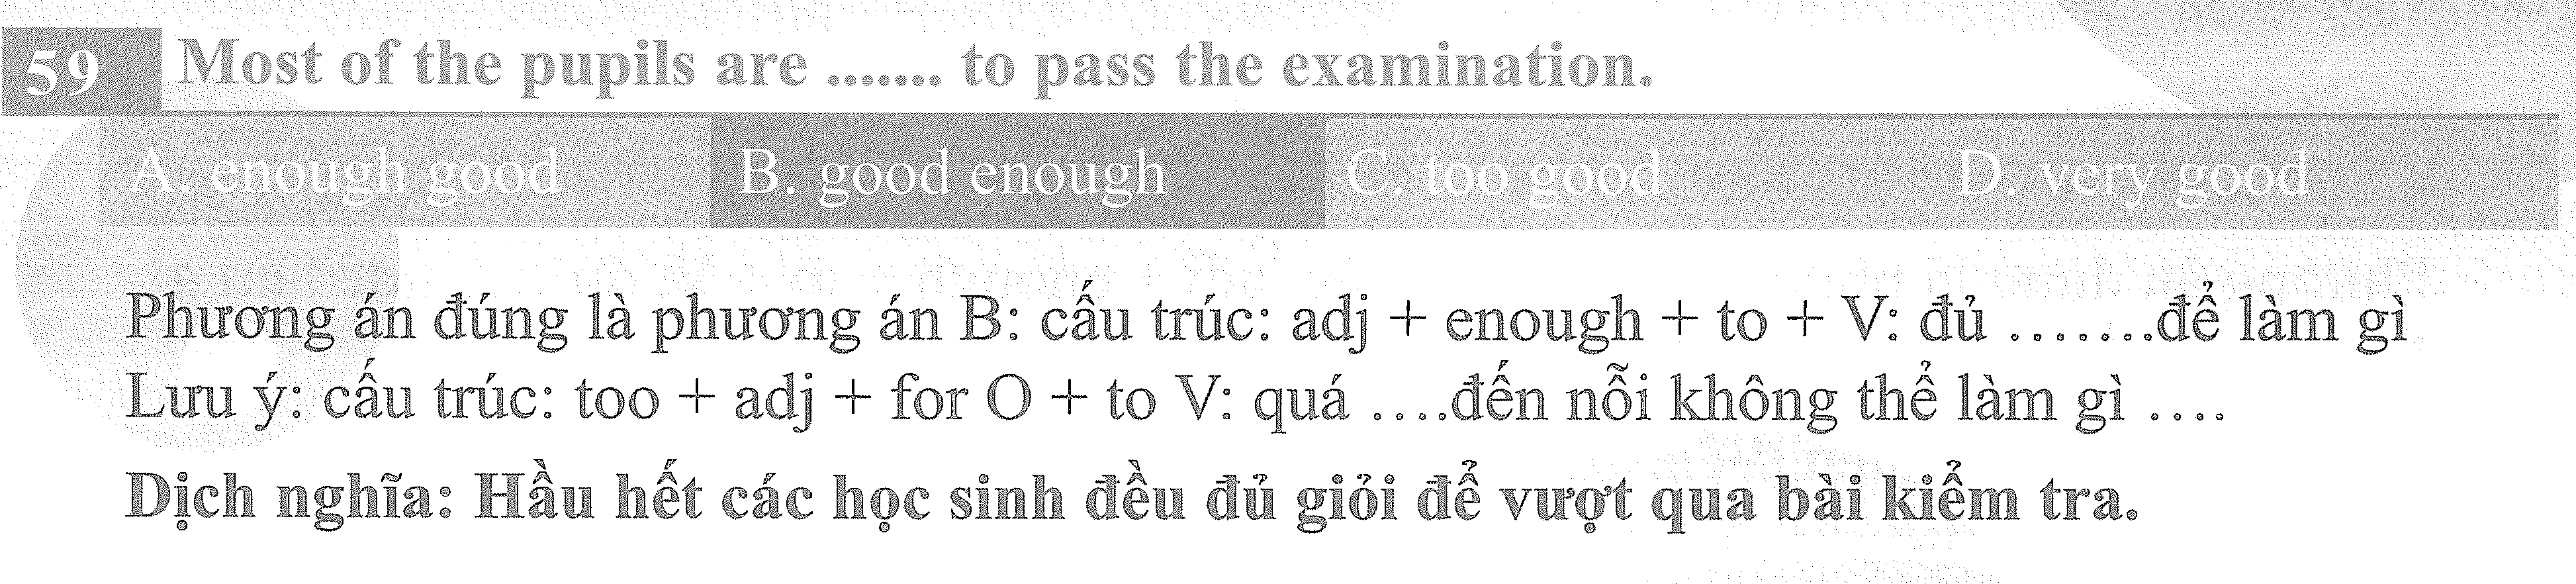 59 Most of the pupils are ....... to pass the examination.
A. enough good B. good enough C. too good D. very good
Phương án đúng là phương án B: cấu trúc: adj + enough + to + V: đủ .......để làm gì
Lưu ý: cấu trúc: too + adj + for O + to V: quá ....đến nỗi không thể làm gì ....
Dịch nghĩa: Hầu hết các học sinh đều đủ giỏi để vượt qua bài kiểm tra.